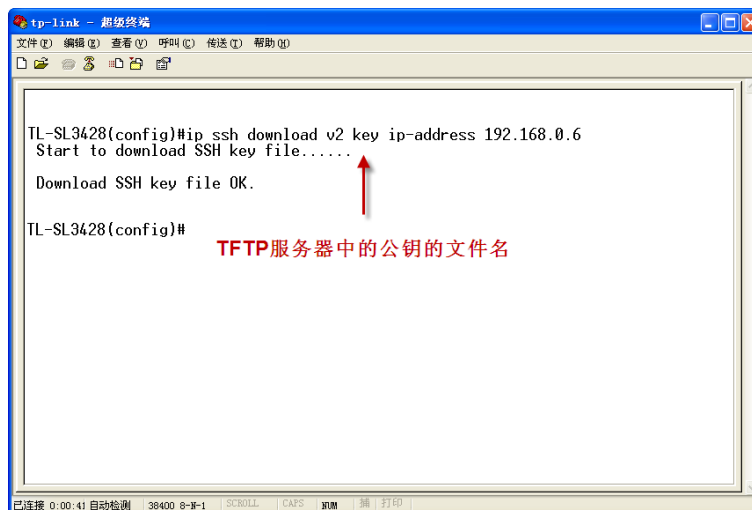 tp-link - 超级终端
文件(F) 编辑(E) 查看(V) 呼叫(C) 传送(T) 帮助(H)
TL-SL3428(config)#ip ssh download v2 key ip-address 192.168.0.6
Start to download SSH key file......
Download SSH key file OK.
TL-SL3428(config)#
TFTP服务器中的公钥的文件名
已连接 0:00:41 自动检测 38400 8-N-1 SCROLL CAPS NUM 捕 打印